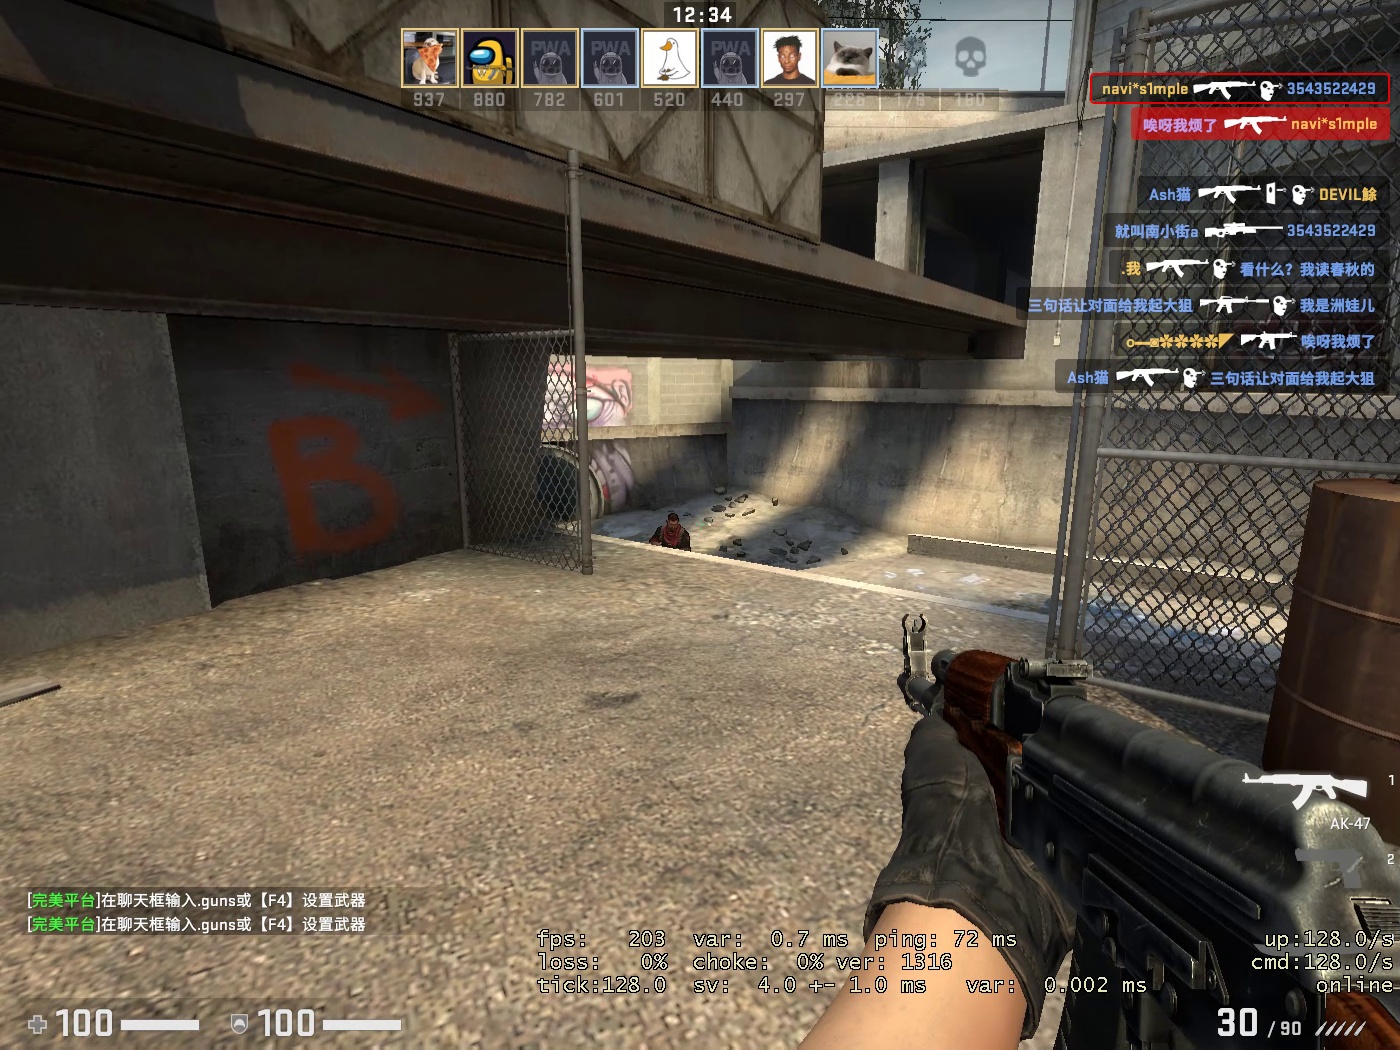 12:34
PWA PWA PWA
937 880 782 601 520 440 297 226 178 160
navi*s1mple 3543522429
唉呀我烦了 navi*s1mple
Ash猫 DEVIL鮽
就叫南小街a 3543522429
.我 看什么？我读春秋的
三句话让对面给我起大狙 我是洲娃儿
唉呀我烦了
Ash猫 三句话让对面给我起大狙
B
1
AK-47
2
[完美平台]在聊天框输入.guns或【F4】设置武器
[完美平台]在聊天框输入.guns或【F4】设置武器
fps: 203 var: 0.7 ms ping: 72 ms
loss: 0% choke: 0% ver: 1316
tick:128.0 sv: 4.0 +- 1.0 ms var: 0.002 ms
up:128.0/s
cmd:128.0/s
online
100 100
30 / 90